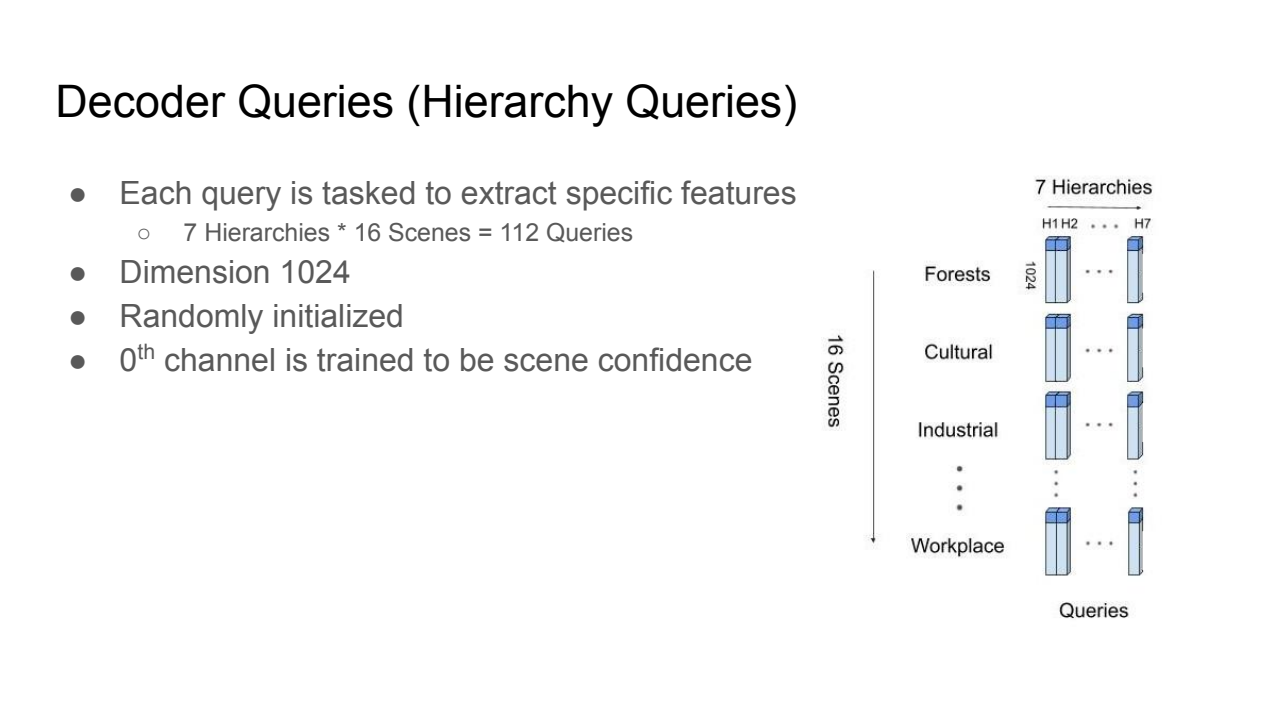 Decoder Queries (Hierarchy Queries)
● Each query is tasked to extract specific features
○ 7 Hierarchies * 16 Scenes = 112 Queries
● Dimension 1024
● Randomly initialized
● 0th channel is trained to be scene confidence
7 Hierarchies
H1 H2 . . . H7
1024
Forests . . .
16 Scenes
Cultural . . .
Industrial . . .
Workplace . . .
Queries